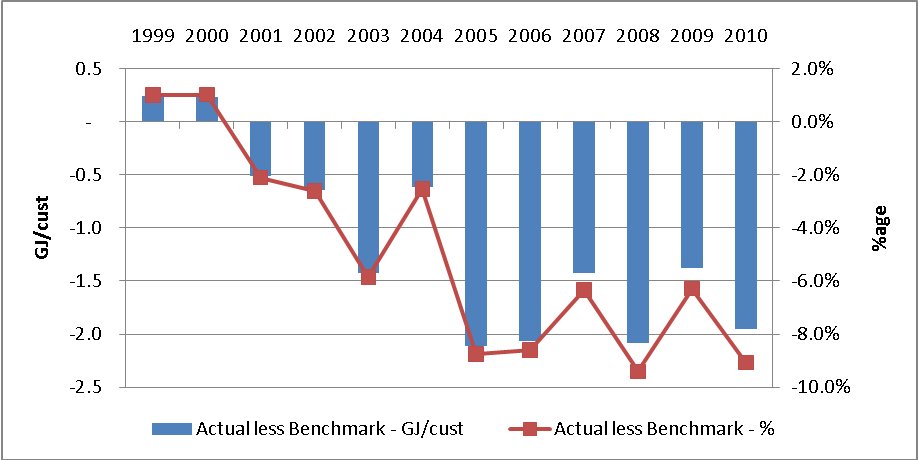 1999 2000 2001 2002 2003 2004 2005 2006 2007 2008 2009 2010
0.5 2.0%
- 0.0%
-0.5 -2.0%
-1.0 -4.0%
-1.5 -6.0%
-2.0 -8.0%
-2.5 -10.0%
GJ/cust
%age
Actual less Benchmark - GJ/cust Actual less Benchmark - %